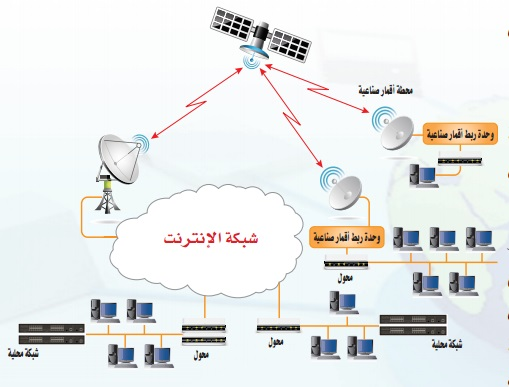 محطة أقمار صناعية
وحدة ربط أقمار صناعية
شبكة الإنترنت
وحدة ربط أقمار صناعية
محول
شبكة محلية
محول
محول
شبكة محلية